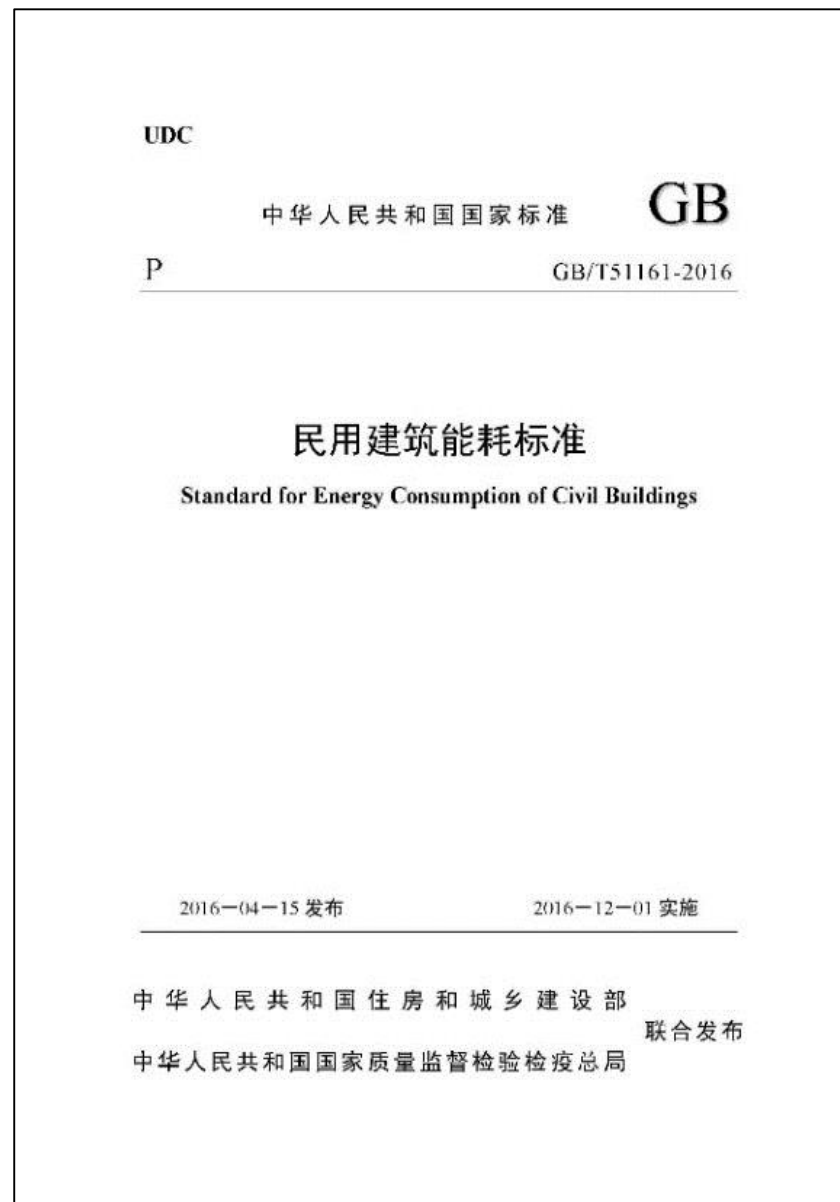 UDC
中华人民共和国国家标准 GB
P GB/T51161-2016
民用建筑能耗标准
Standard for Energy Consumption of Civil Buildings
2016－04－15 发布 2016－12－01 实施
中华人民共和国住房和城乡建设部
联合发布
中华人民共和国国家质量监督检验检疫总局